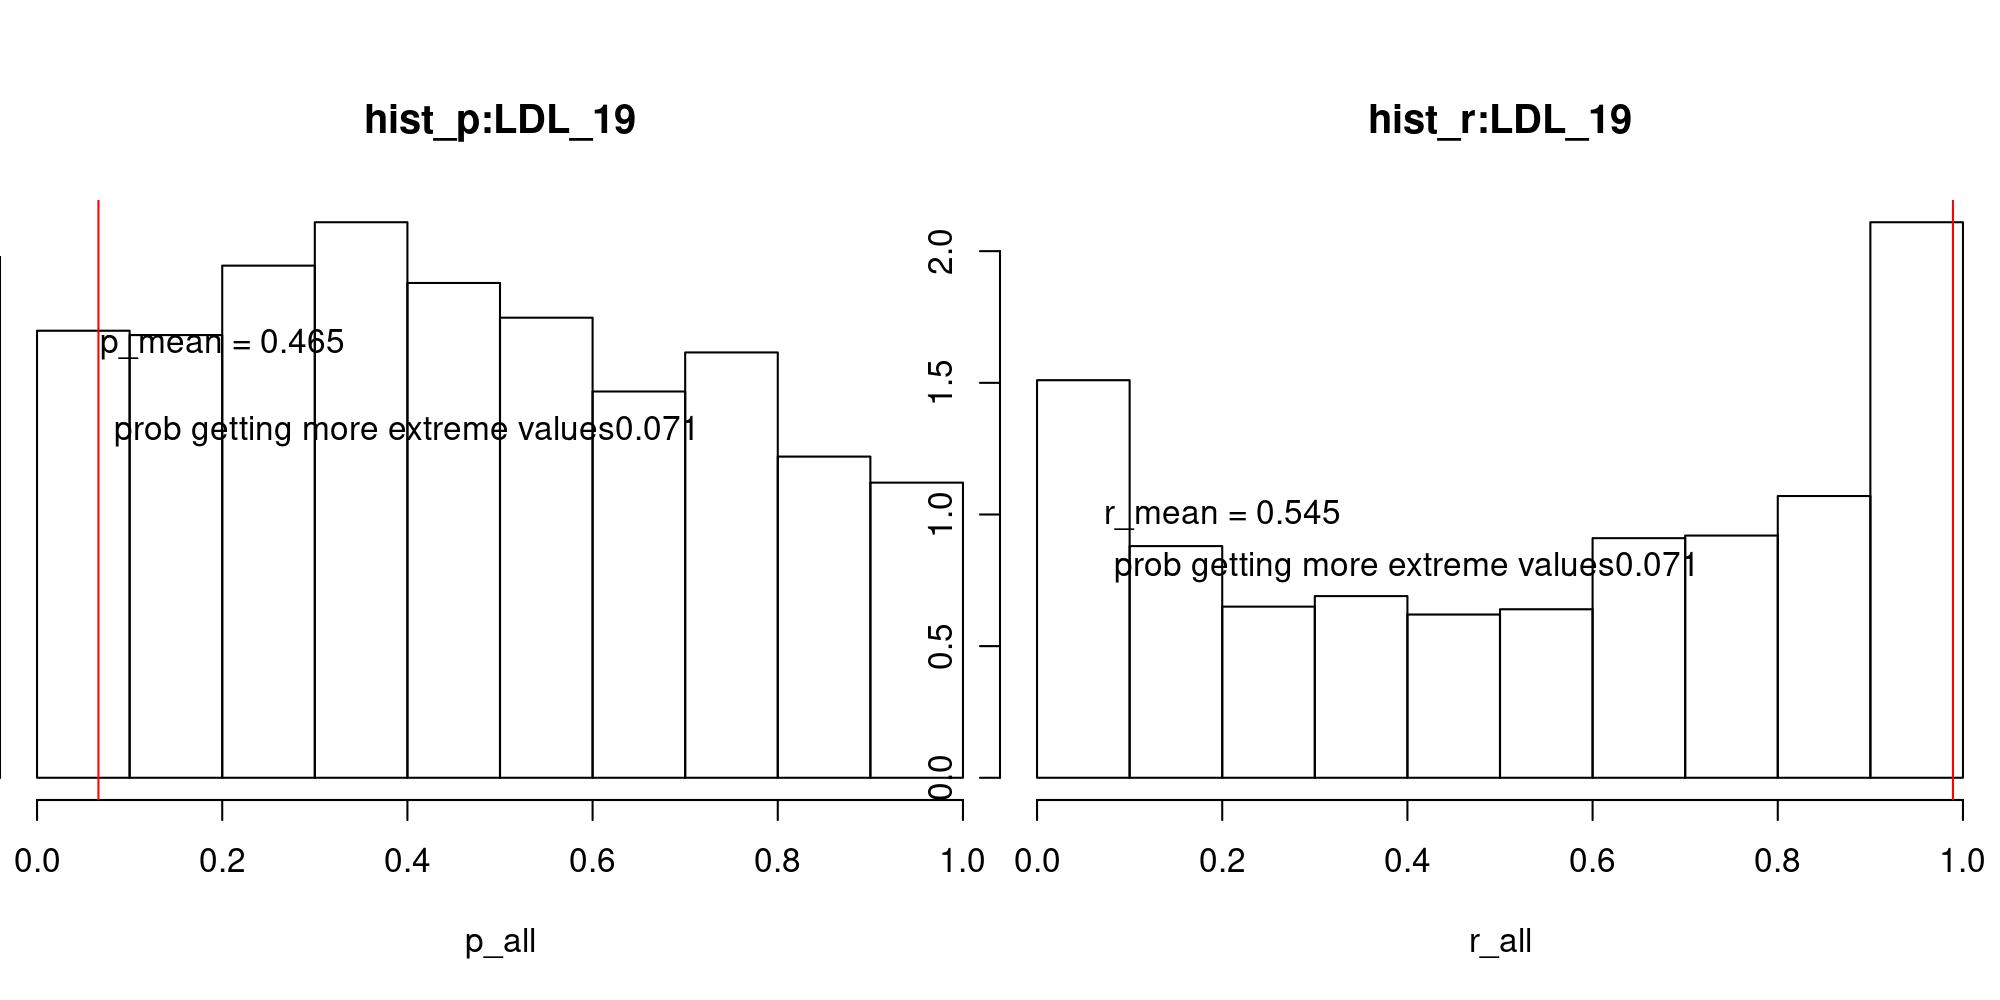 hist_p:LDL_19
p_mean = 0.465
prob getting more extreme values0.071
0.0 0.2 0.4 0.6 0.8 1.0
p_all
hist_r:LDL_19
2.0
1.5
1.0
0.5
0.0
r_mean = 0.545
prob getting more extreme values0.071
0.0 0.2 0.4 0.6 0.8 1.0
r_all